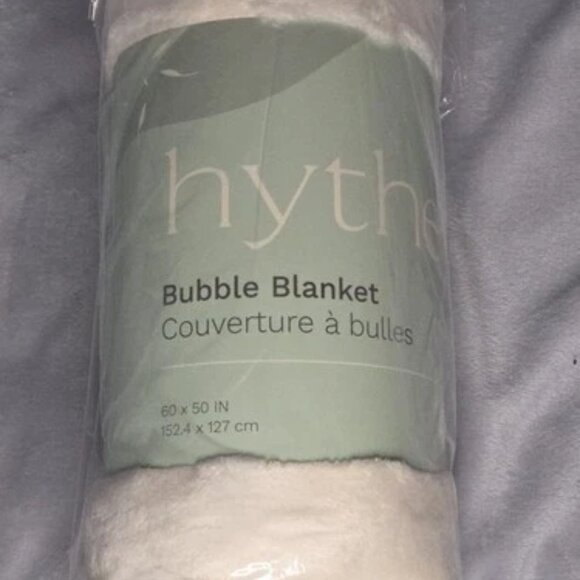 hythe
Bubble Blanket
Couverture à bulles
60 x 50 IN
152.4 x 127 cm